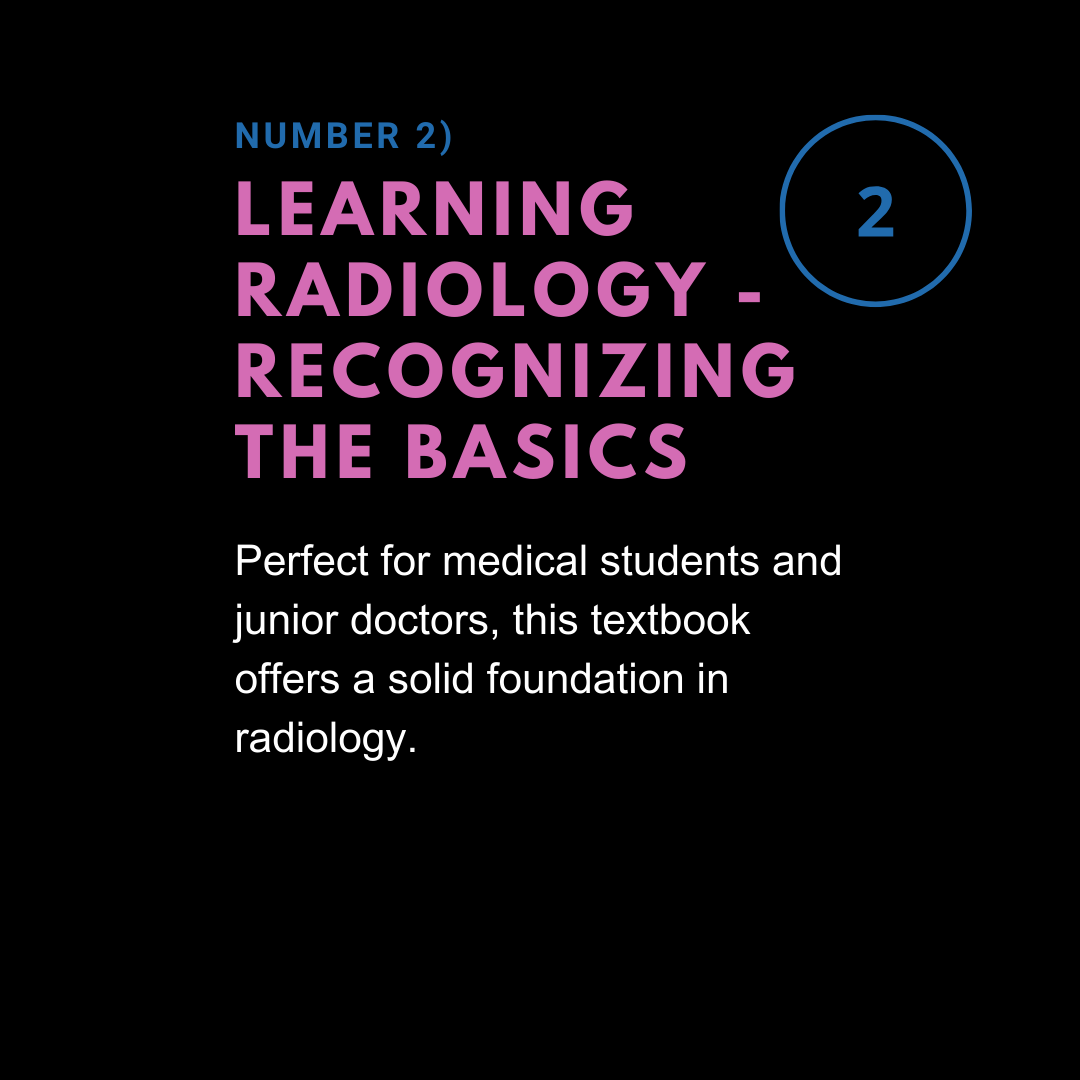 NUMBER 2)
LEARNING
RADIOLOGY -
RECOGNIZING
THE BASICS
2
Perfect for medical students and
junior doctors, this textbook
offers a solid foundation in
radiology.